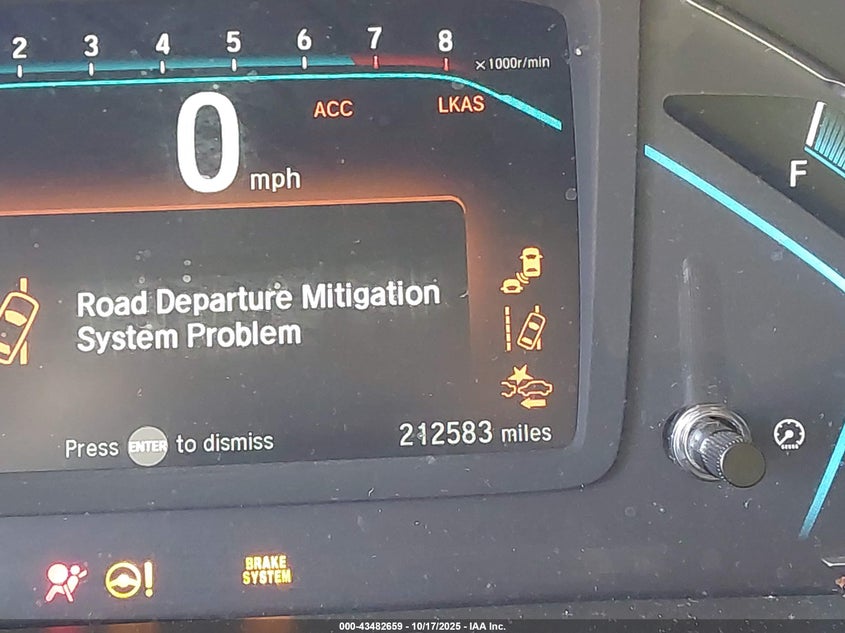 2 3 4 5 6 7 8 ×1000r/min
ACC LKAS
0 mph
F
Road Departure Mitigation
System Problem
Press ENTER to dismiss
212583 miles
BRAKE
SYSTEM
000-43482659 - 10/17/2025 - IAA Inc.